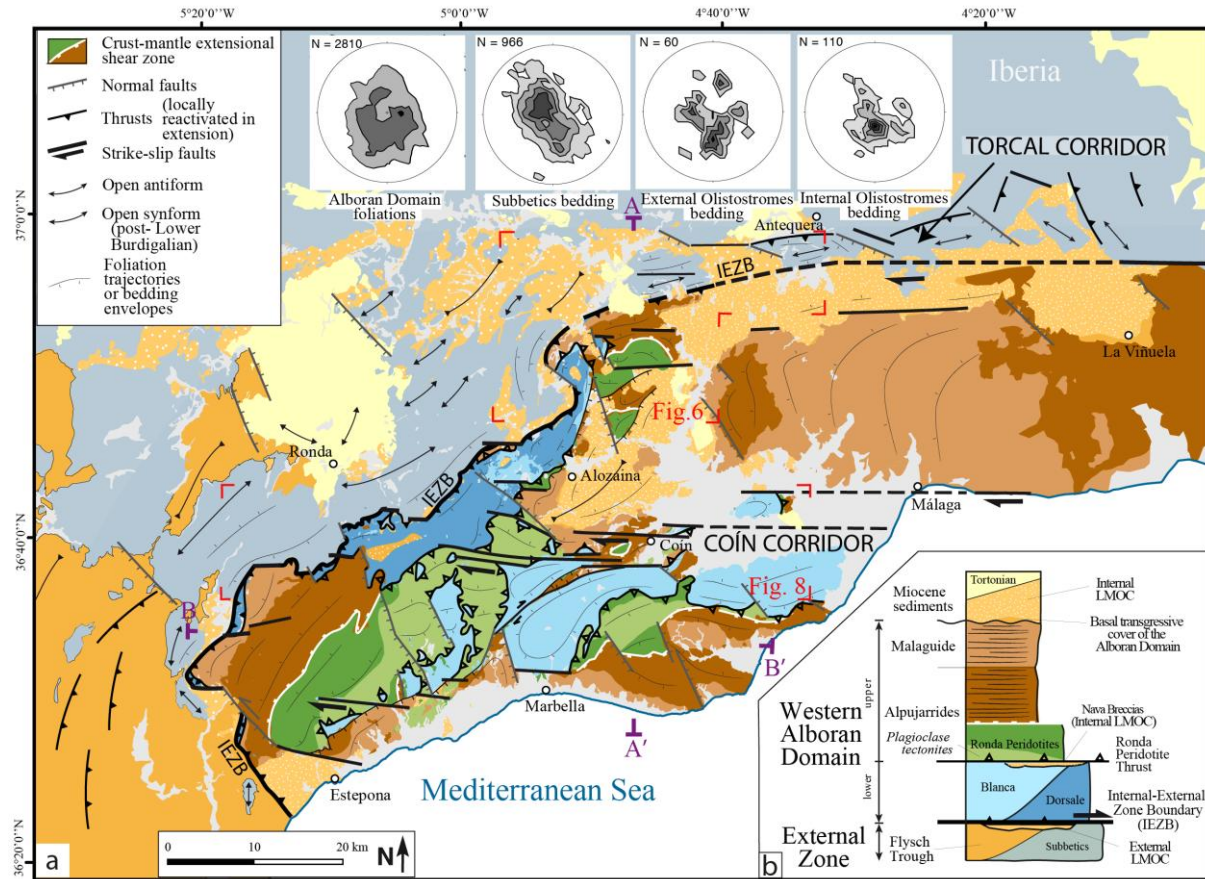 5°20'0''W
5°0'0''W
4°40'0''W
4°20'0''W
Crust-mantle extensional
shear zone
Normal faults
Thrusts (locally
reactivated in
extension)
Strike-slip faults
Open antiform
Open synform
(post- Lower
Burdigalian)
Foliation
trajectories
or bedding
envelopes
N = 2810
N = 966
N = 60
N = 110
Alboran Domain
foliations
Subbetics bedding
External Olistostromes
bedding
Internal Olistostromes
bedding
Iberia
TORCAL CORRIDOR
37°0'0''N
36°40'0''N
36°20'0''N
A
Antequera
IEZB
La Viñuela
Fig.6
Ronda
IEZB
Alozaina
Málaga
Coín
COÍN CORRIDOR
Fig. 8
B
B'
Marbella
A'
IEZB
Estepona
Mediterranean Sea
0 10 20 km
N
a
Miocene
sediments
Malaguide
Alpujarrides
Plagioclase
tectonites
Western
Alboran
Domain
upper
lower
External
Zone
Flysch
Trough
Tortonian
Ronda Peridotites
Blanca
Dorsale
Subbetics
Internal
LMOC
Basal transgressive
cover of the
Alboran Domain
Nava Breccias
(Internal LMOC)
Ronda
Peridotite
Thrust
Internal-External
Zone Boundary
(IEZB)
External
LMOC
b